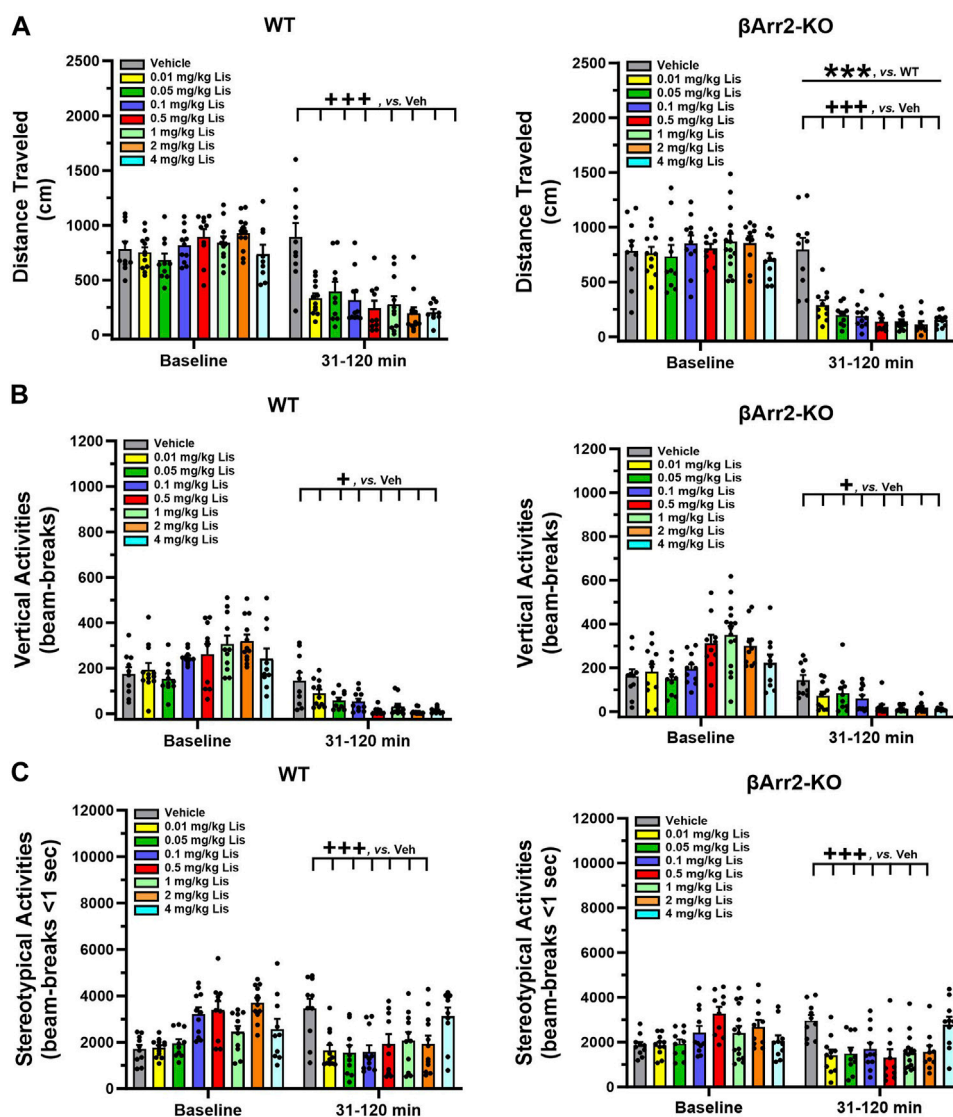 A
WT
2500
2000
1500
1000
500
0
Distance Traveled
(cm)
Vehicle
0.01 mg/kg Lis
0.05 mg/kg Lis
0.1 mg/kg Lis
0.5 mg/kg Lis
1 mg/kg Lis
2 mg/kg Lis
4 mg/kg Lis
+++ , vs. Veh
Baseline
31-120 min
βArr2-KO
2500
2000
1500
1000
500
0
Distance Traveled
(cm)
Vehicle
0.01 mg/kg Lis
0.05 mg/kg Lis
0.1 mg/kg Lis
0.5 mg/kg Lis
1 mg/kg Lis
2 mg/kg Lis
4 mg/kg Lis
*** , vs. WT
+++ , vs. Veh
Baseline
31-120 min
B
WT
1200
1000
800
600
400
200
0
Vertical Activities
(beam-breaks)
Vehicle
0.01 mg/kg Lis
0.05 mg/kg Lis
0.1 mg/kg Lis
0.5 mg/kg Lis
1 mg/kg Lis
2 mg/kg Lis
4 mg/kg Lis
+ , vs. Veh
Baseline
31-120 min
βArr2-KO
1200
1000
800
600
400
200
0
Vertical Activities
(beam-breaks)
Vehicle
0.01 mg/kg Lis
0.05 mg/kg Lis
0.1 mg/kg Lis
0.5 mg/kg Lis
1 mg/kg Lis
2 mg/kg Lis
4 mg/kg Lis
+ , vs. Veh
Baseline
31-120 min
C
WT
12000
10000
8000
6000
4000
2000
0
Stereotypical Activities
(beam-breaks <1 sec)
Vehicle
0.01 mg/kg Lis
0.05 mg/kg Lis
0.1 mg/kg Lis
0.5 mg/kg Lis
1 mg/kg Lis
2 mg/kg Lis
4 mg/kg Lis
+++ , vs. Veh
Baseline
31-120 min
βArr2-KO
12000
10000
8000
6000
4000
2000
0
Stereotypical Activities
(beam-breaks <1 sec)
Vehicle
0.01 mg/kg Lis
0.05 mg/kg Lis
0.1 mg/kg Lis
0.5 mg/kg Lis
1 mg/kg Lis
2 mg/kg Lis
4 mg/kg Lis
+++ , vs. Veh
Baseline
31-120 min